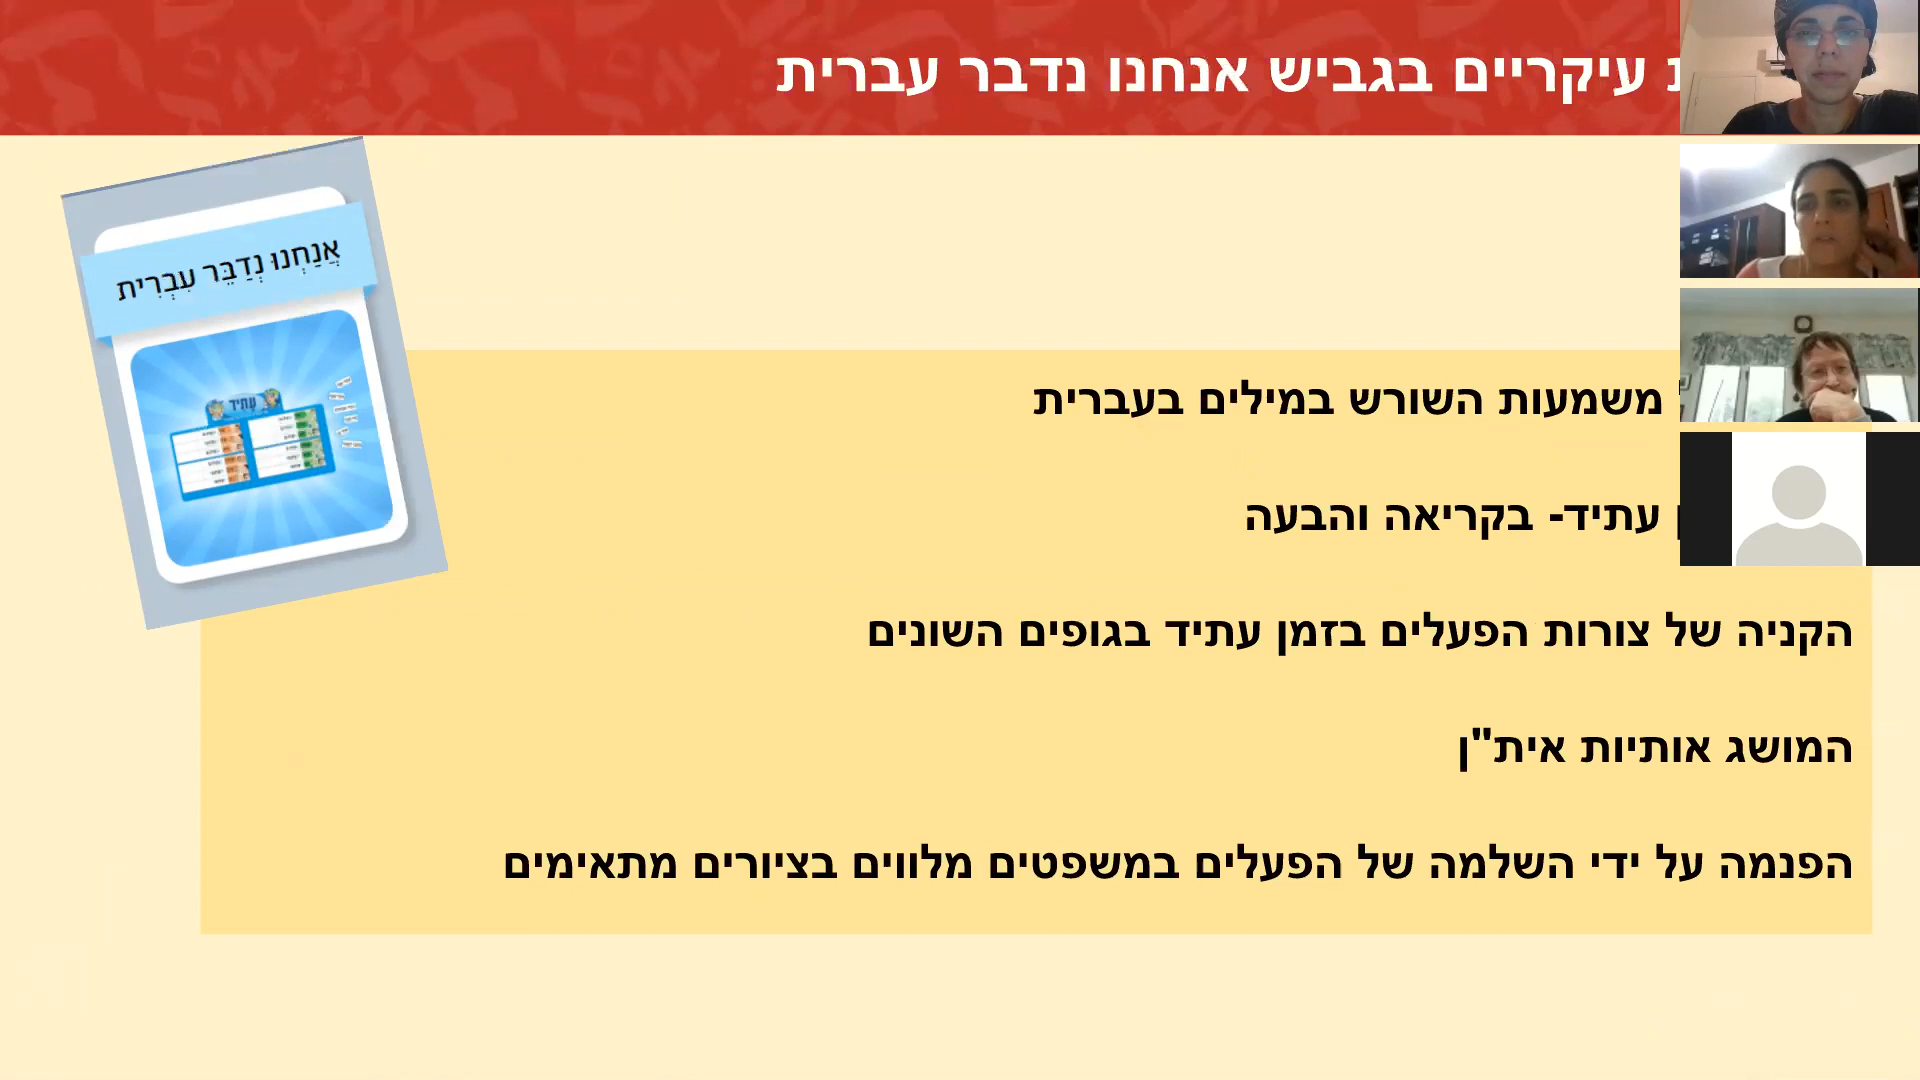 עיקריים בגביש אנחנו נדבר עברית
אֲנַחְנוּ נְדַבֵּר עִבְרִית
עָתִיד
משמעות השורש במילים בעברית
עתיד- בקריאה והבעה
הקניה של צורות הפעלים בזמן עתיד בגופים השונים
המושג אותיות אית"ן
הפנמה על ידי השלמה של הפעלים במשפטים מלווים בציורים מתאימים